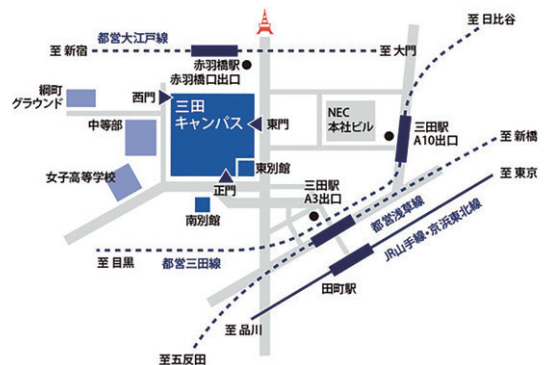 至 日比谷
都営大江戸線
至 新宿
至 大門
赤羽橋駅
赤羽橋口出口
綱町
グラウンド
西門
三田
キャンパス
東門
NEC
本社ビル
三田駅
A10出口
中等部
至 新橋
女子高等学校
東別館
正門
三田駅
A3出口
至 東京
南別館
都営浅草線
JR山手線・京浜東北線
至 目黒
都営三田線
田町駅
至 品川
至五反田